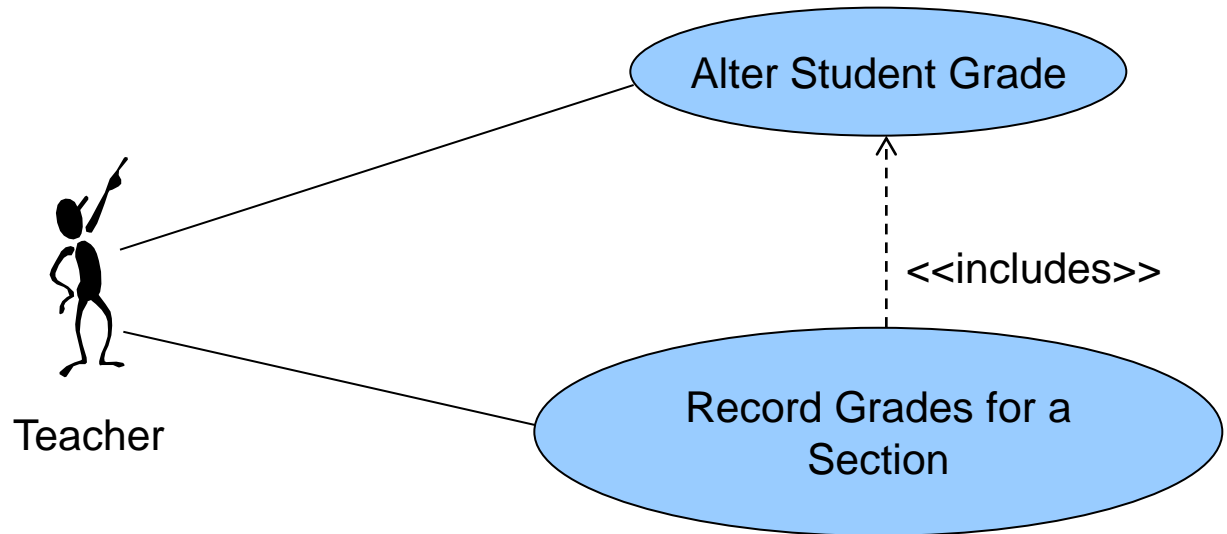 Alter Student Grade
<<includes>>
Record Grades for a
Section
Teacher